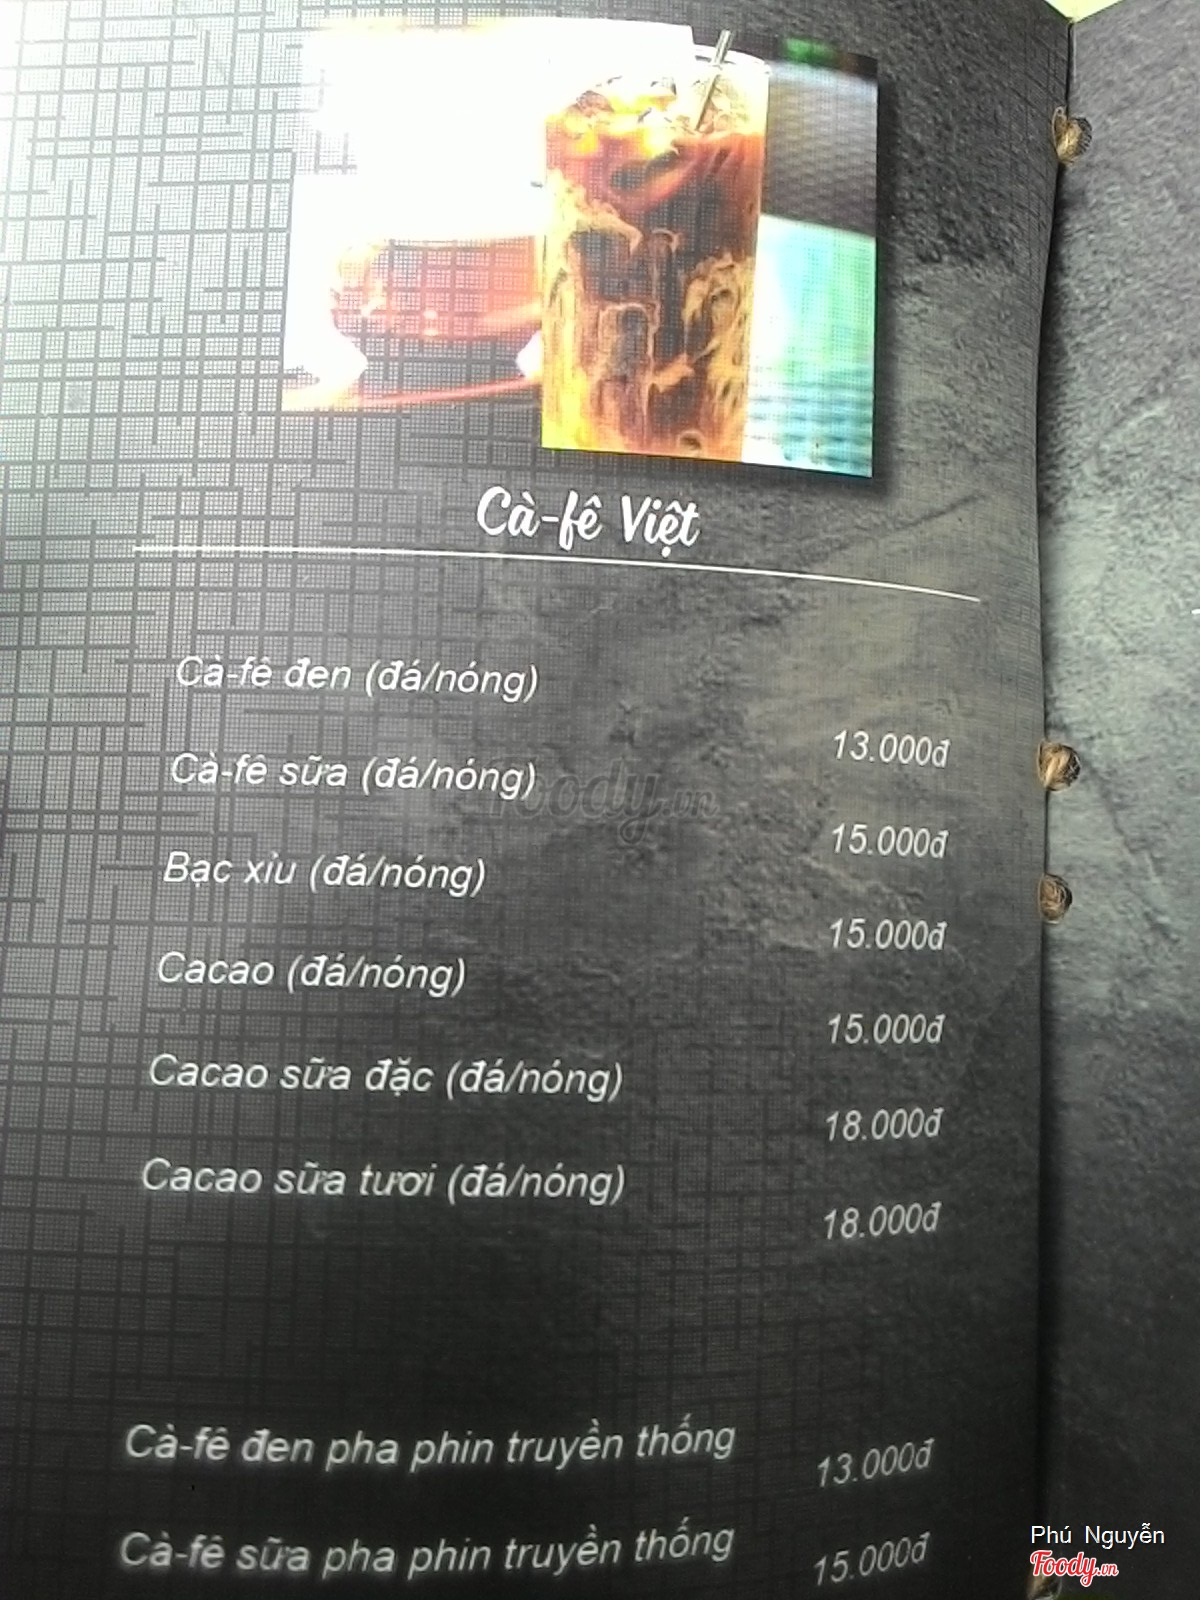 Cà-fê Việt
Cà-fê đen (đá/nóng) 13.000đ
Cà-fê sữa (đá/nóng) 15.000đ
Bạc xỉu (đá/nóng) 15.000đ
Cacao (đá/nóng) 15.000đ
Cacao sữa đặc (đá/nóng) 18.000đ
Cacao sữa tươi (đá/nóng) 18.000đ
Cà-fê đen pha phin truyền thống 13.000đ
Cà-fê sữa pha phin truyền thống 15.000đ
foody.vn
Phú Nguyễn
Foody.vn